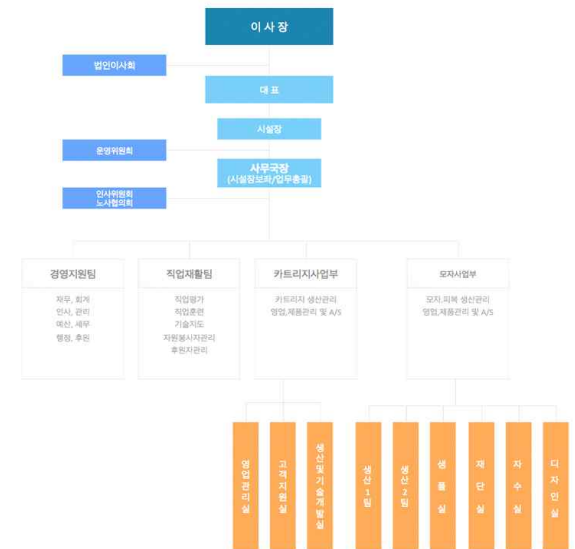 이 사 장
법인이사회
대 표
시설장
운영위원회
사무국장
(시설장보좌/업무총괄)
인사위원회
노사협의회
경영지원팀
재무, 회계
인사, 관리
예산, 세무
행정, 후원
직업재활팀
직업평가
직업훈련
기술지도
자원봉사자관리
후원자관리
카트리지사업부
카트리지 생산관리
영업,제품관리 및 A/S
모자사업부
모자,피복 생산관리
영업,제품관리 및 A/S
영업관리실
고객지원실
생산및기술개발실
생산1팀
생산2팀
샘 플 실
재 단 실
자 수 실
디 자 인 실